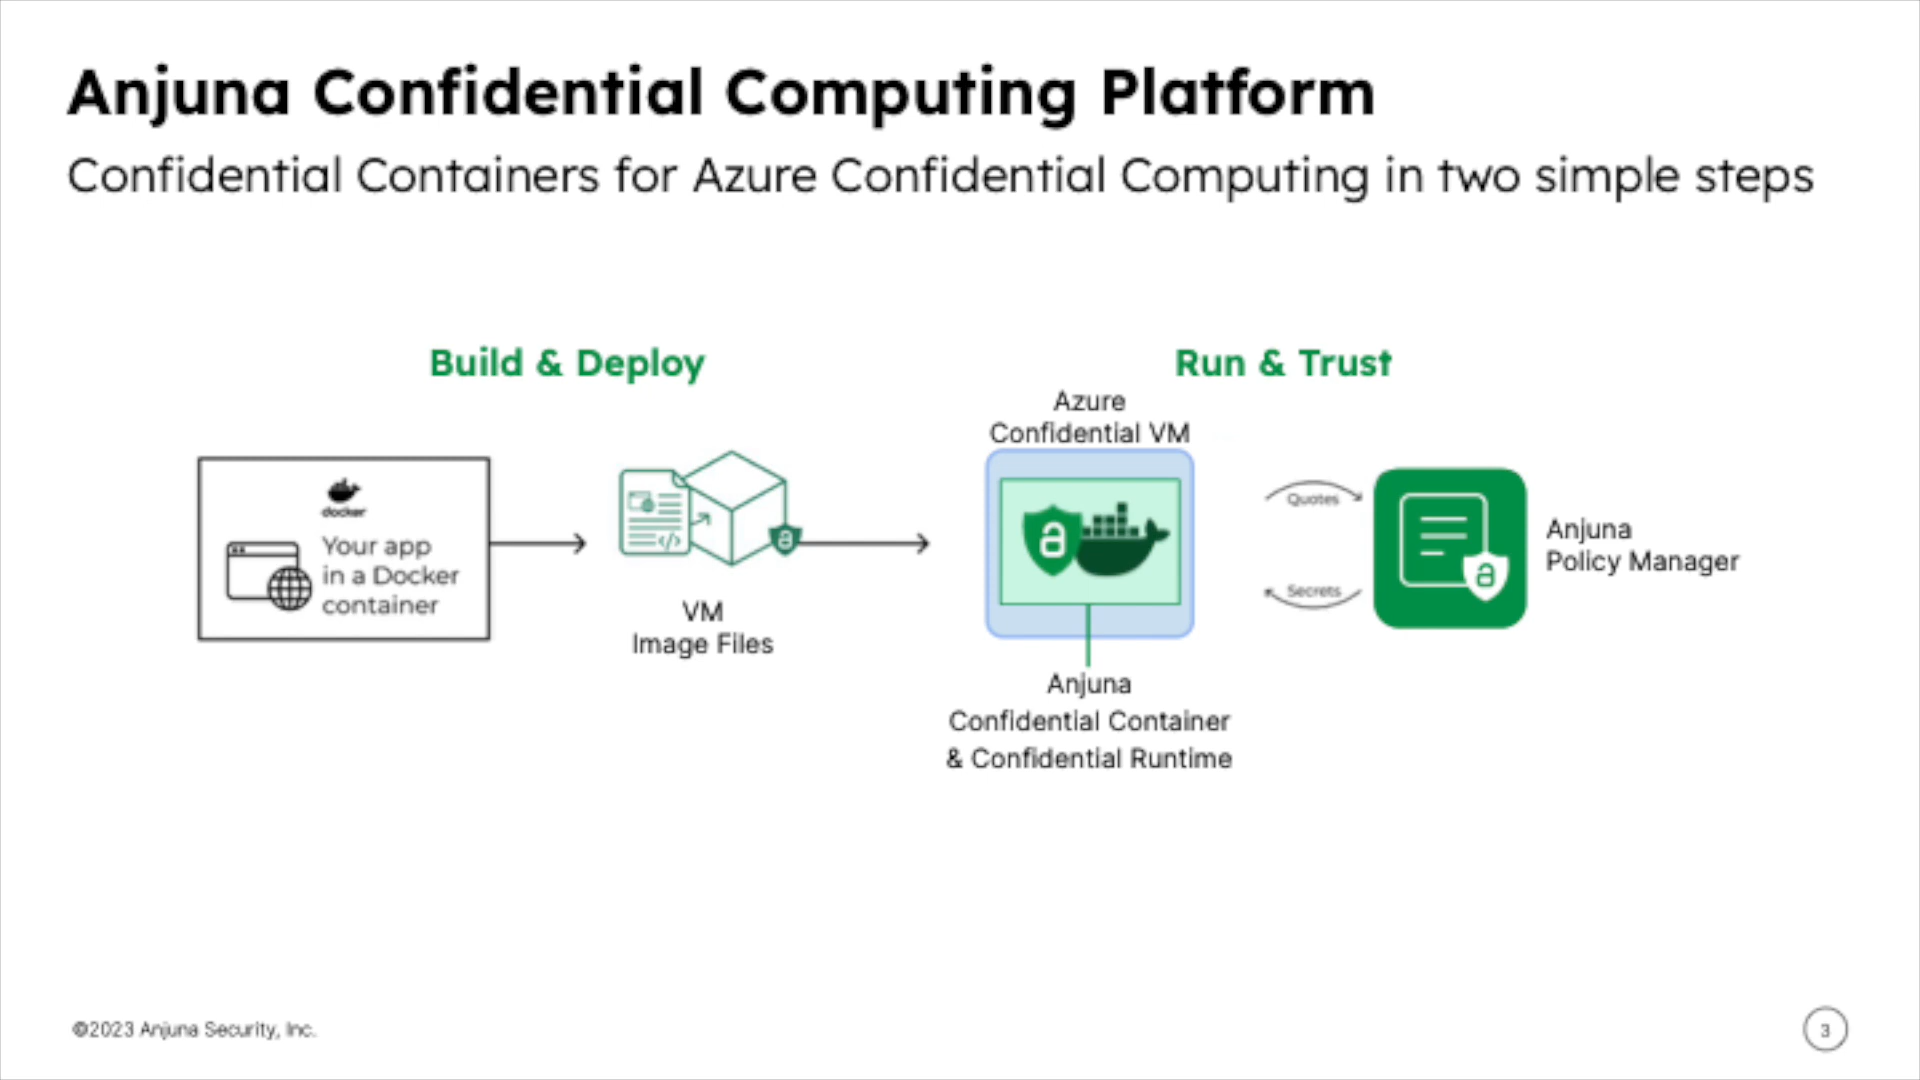 Anjuna Confidential Computing Platform
Confidential Containers for Azure Confidential Computing in two simple steps
Build & Deploy
docker
Your app
in a Docker
container
VM
Image Files
Run & Trust
Azure
Confidential VM
a
Anjuna
Confidential Container
& Confidential Runtime
Quotes
Secrets
a
Anjuna
Policy Manager
©2023 Anjuna Security, Inc.
3